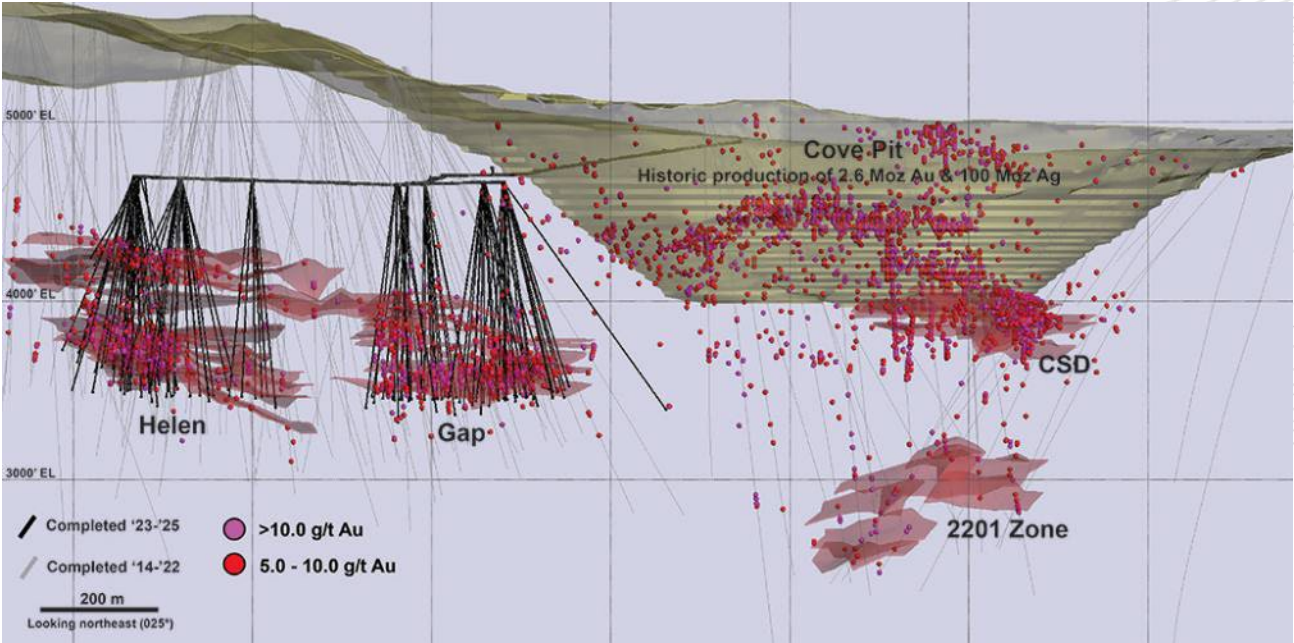 5000' EL
Cove Pit
Historic production of 2.6 Moz Au & 100 Moz Ag
4000' EL
CSD
Helen
Gap
3000' EL
2201 Zone
Completed '23-'25
>10.0 g/t Au
Completed '14-'22
5.0 - 10.0 g/t Au
200 m
Looking northeast (025°)